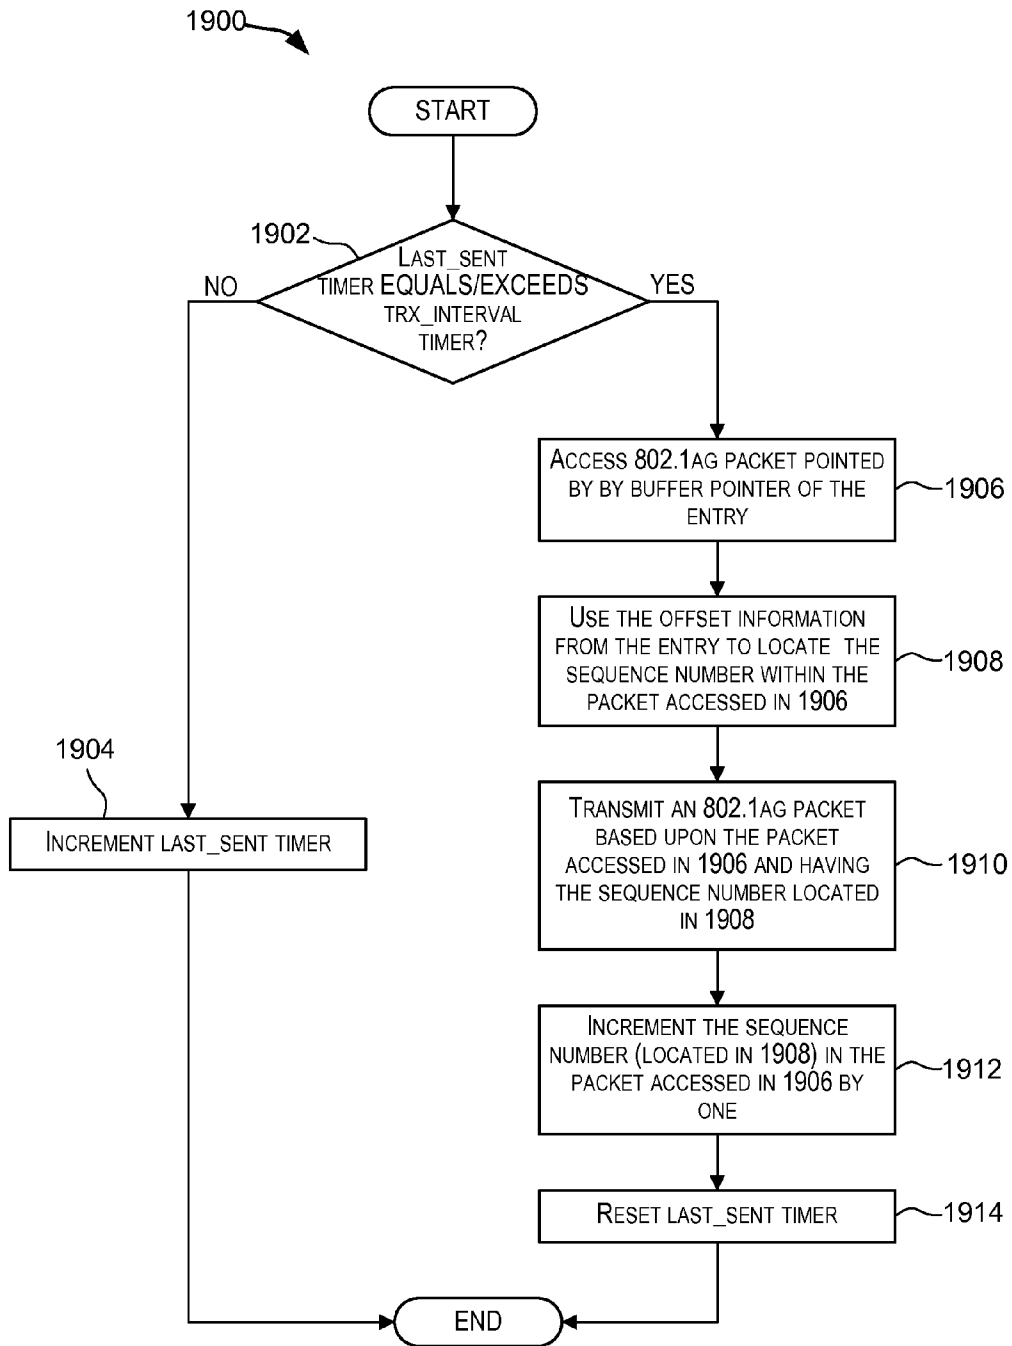 1900
START
1902
LAST_SENT
TIMER EQUALS/EXCEEDS
TRX_INTERVAL
TIMER?
NO
YES
ACCESS 802.1AG PACKET POINTED
BY BY BUFFER POINTER OF THE
ENTRY
1906
USE THE OFFSET INFORMATION
FROM THE ENTRY TO LOCATE THE
SEQUENCE NUMBER WITHIN THE
PACKET ACCESSED IN 1906
1908
1904
INCREMENT LAST_SENT TIMER
TRANSMIT AN 802.1AG PACKET
BASED UPON THE PACKET
ACCESSED IN 1906 AND HAVING
THE SEQUENCE NUMBER LOCATED
IN 1908
1910
INCREMENT THE SEQUENCE
NUMBER (LOCATED IN 1908) IN THE
PACKET ACCESSED IN 1906 BY
ONE
1912
RESET LAST_SENT TIMER
1914
END